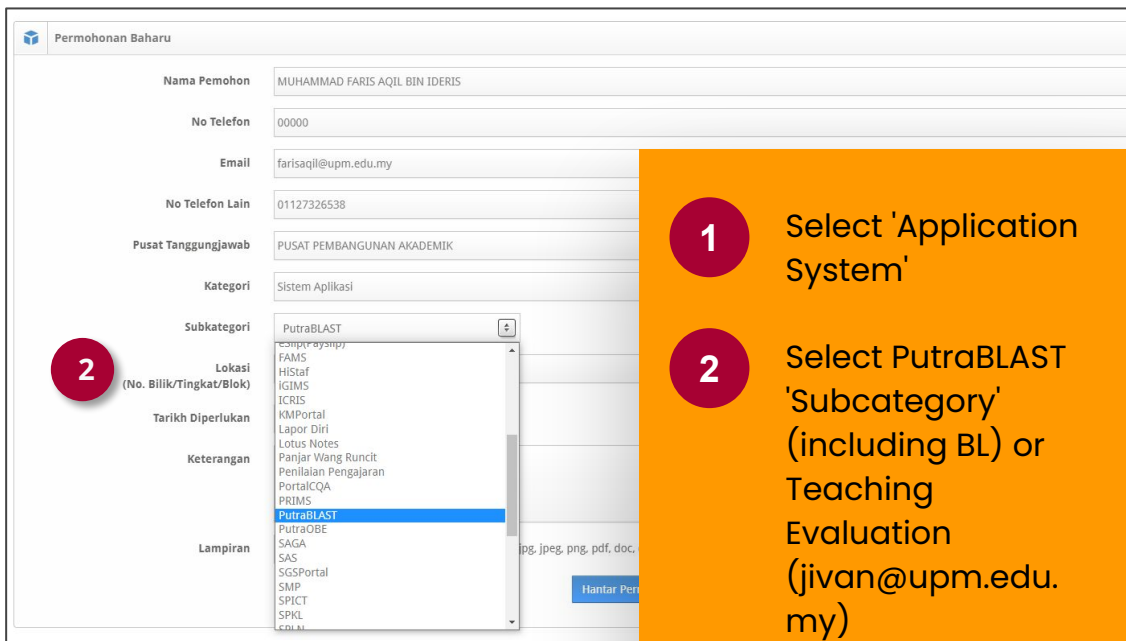 Permohonan Baharu
Nama Pemohon
MUHAMMAD FARIS AQIL BIN IDERIS
No Telefon
00000
Email
farisaqil@upm.edu.my
No Telefon Lain
01127326538
Pusat Tanggungjawab
PUSAT PEMBANGUNAN AKADEMIK
Kategori
Sistem Aplikasi
Subkategori
PutraBLAST
2
Lokasi
(No. Bilik/Tingkat/Blok)
Tarikh Diperlukan
Keterangan
Lampiran
eSlip(Payslip)
FAMS
HiStaf
iGIMS
ICRIS
KMPortal
Lapor Diri
Lotus Notes
Panjar Wang Runcit
Penilaian Pengajaran
PortalCQA
PRIMS
PutraBLAST
PutraOBE
SAGA
SAS
SGSPortal
SMP
SPICT
SPKL
SPLN
jpg, jpeg, png, pdf, doc,
Hantar
1
Select 'Application
System'
2
Select PutraBLAST
'Subcategory'
(including BL) or
Teaching
Evaluation
(jivan@upm.edu.
my)